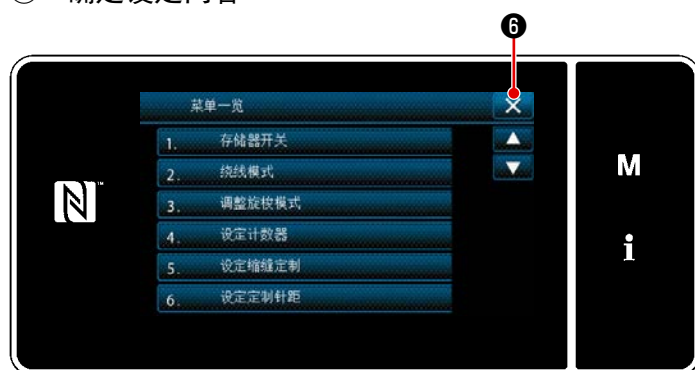 确定设定内容
❻
菜单一览
1. 存储器开关
2. 绕线模式
3. 调整旋梭模式
4. 设定计数器
5. 设定缩缝定制
6. 设定定制针距
M
i